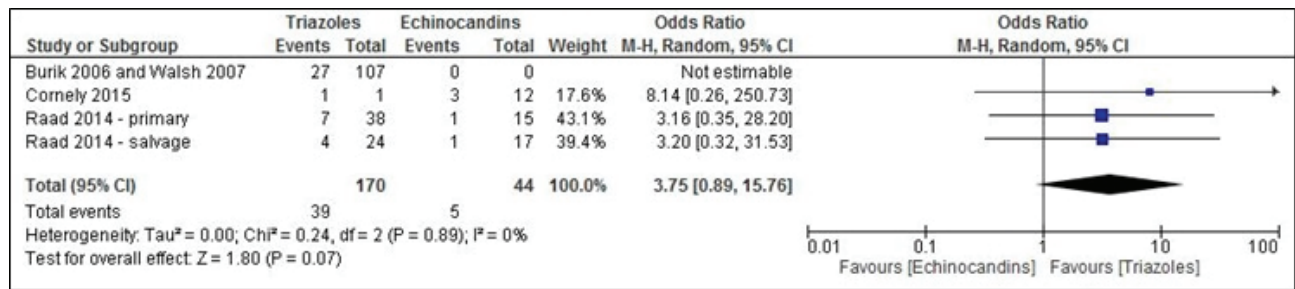 Triazoles Echinocandins Odds Ratio Odds Ratio
Study or Subgroup Events Total Events Total Weight M-H, Random, 95% CI M-H, Random, 95% CI
Burik 2006 and Walsh 2007 27 107 0 0 Not estimable
Cornely 2015 1 1 3 12 17.6% 8.14 [0.26, 250.73]
Raad 2014 - primary 7 38 1 15 43.1% 3.16 [0.35, 28.20]
Raad 2014 - salvage 4 24 1 17 39.4% 3.20 [0.32, 31.53]
Total (95% CI) 170 44 100.0% 3.75 [0.89, 15.76]
Total events 39 5
Heterogeneity: Tau² = 0.00; Chi² = 0.24, df = 2 (P = 0.89); I² = 0%
Test for overall effect: Z = 1.80 (P = 0.07)
0.01 0.1 1 10 100
Favours [Echinocandins] Favours [Triazoles]